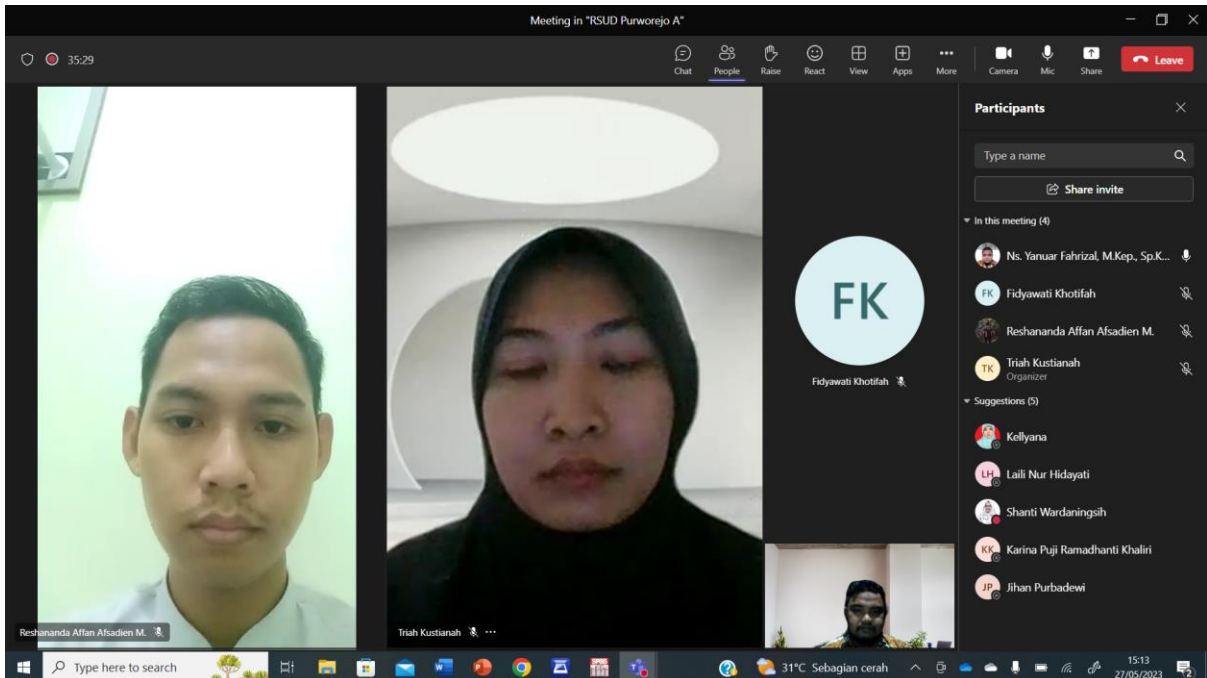 Meeting in "RSUD Purworejo A"
35:29
Chat
People
Raise
React
View
Apps
More
Camera
Mic
Share
Leave
Reshananda Affan Afsadien M.
Triah Kustianah
FK
Fidyawati Khotifah
Participants
Type a name
Share invite
In this meeting (4)
Ns. Yanuar Fahrizal, M.Kep., Sp.K...
FK Fidyawati Khotifah
Reshananda Affan Afsadien M.
TK Triah Kustianah
Organizer
Suggestions (5)
Kellyana
LH Laili Nur Hidayati
Shanti Wardaningsih
KK Karina Puji Ramadhanti Khaliri
JP Jihan Purbadewi
Type here to search
31°C Sebagian cerah
15:13
27/05/2023